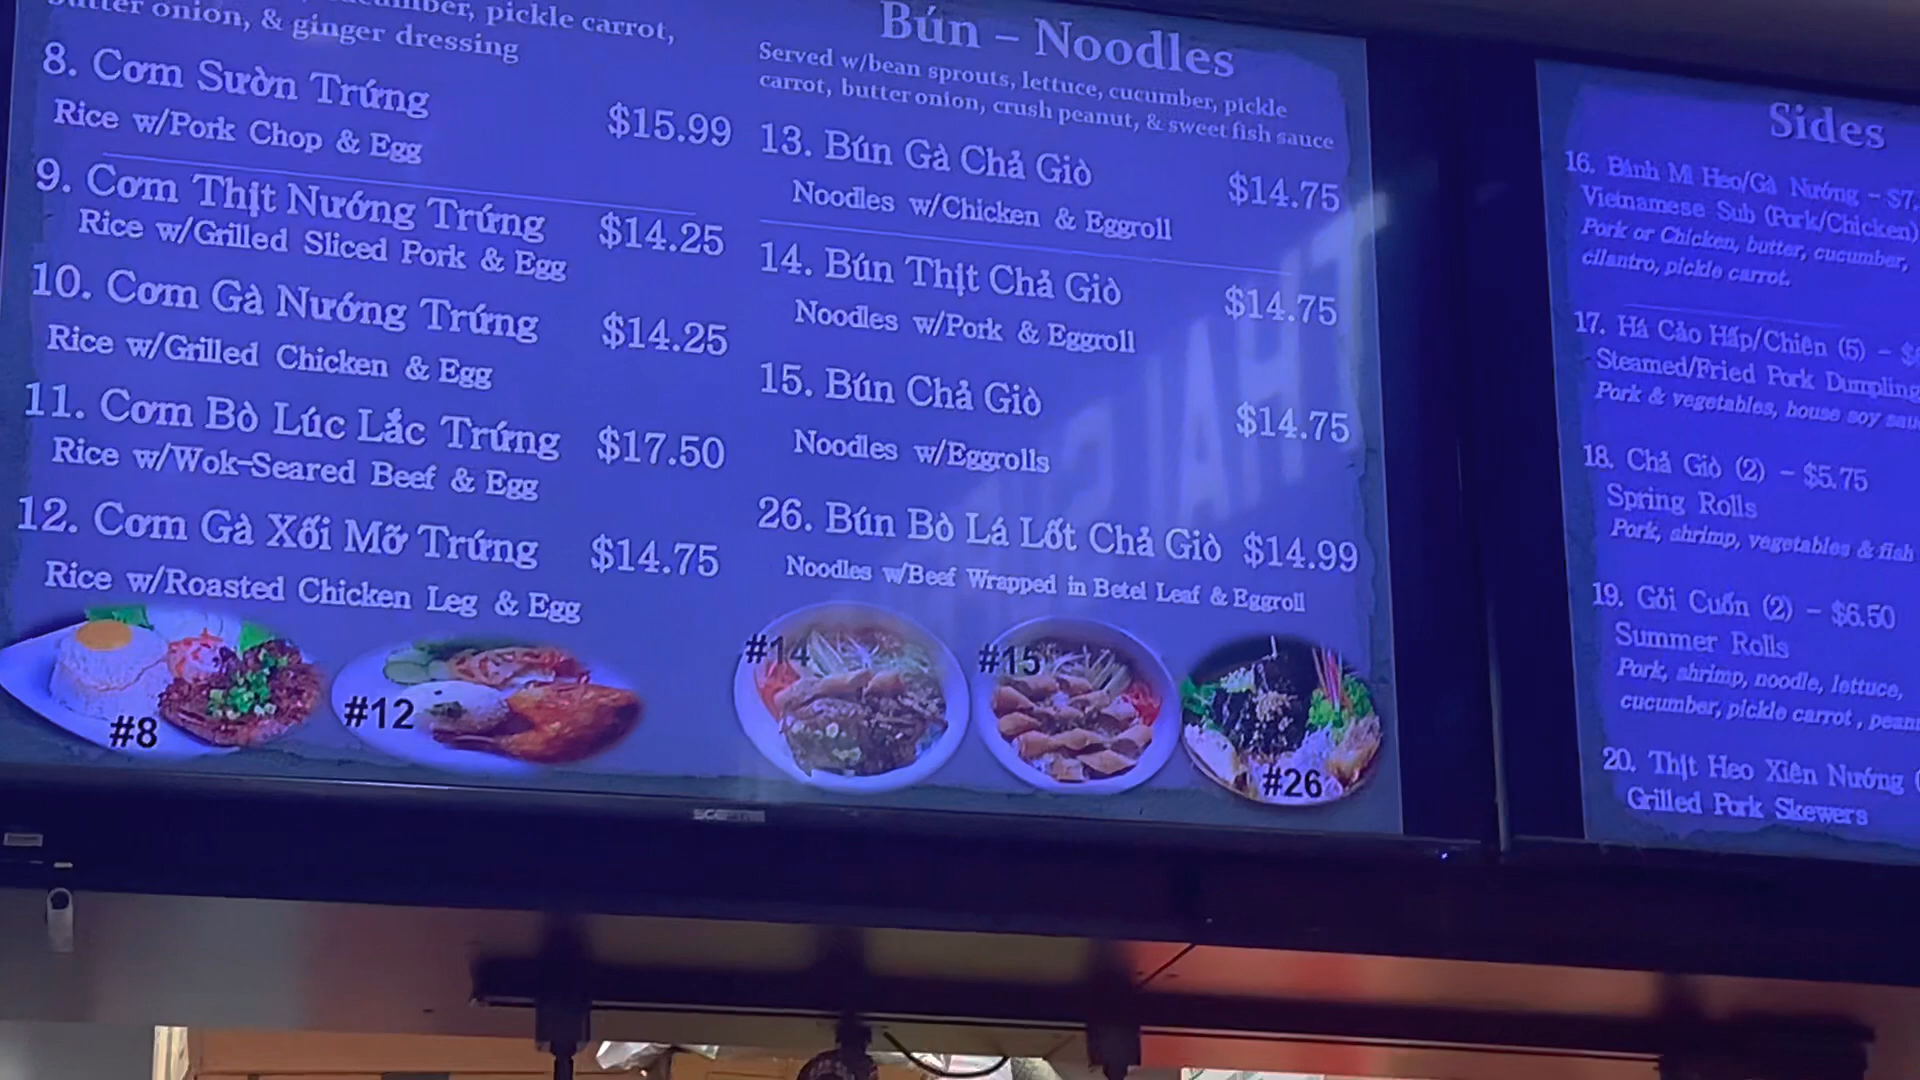 pickle carrot,
onion, & ginger dressing
8. Cơm Sườn Trứng
$15.99
Rice w/Pork Chop & Egg
9. Cơm Thịt Nướng Trứng
$14.25
Rice w/Grilled Sliced Pork & Egg
10. Cơm Gà Nướng Trứng
$14.25
Rice w/Grilled Chicken & Egg
11. Cơm Bò Lúc Lắc Trứng
$17.50
Rice w/Wok-Seared Beef & Egg
12. Cơm Gà Xối Mỡ Trứng
$14.75
Rice w/Roasted Chicken Leg & Egg
#8
#12
Bún – Noodles
Served w/bean sprouts, lettuce, cucumber, pickle
carrot, butter onion, crush peanut, & sweet fish sauce
13. Bún Gà Chả Giò
$14.75
Noodles w/Chicken & Eggroll
14. Bún Thịt Chả Giò
$14.75
Noodles w/Pork & Eggroll
15. Bún Chả Giò
$14.75
Noodles w/Eggrolls
26. Bún Bò Lá Lốt Chả Giò $14.99
Noodles w/Beef Wrapped in Betel Leaf & Eggroll
#14
#15
#26
SCEPTRE
Sides
16. Bánh Mì Heo/Gà Nướng – $7.
Vietnamese Sub (Pork/Chicken)
Pork or Chicken, butter, cucumber,
cilantro, pickle carrot.
17. Há Cảo Hấp/Chiên (5) –
Steamed/Fried Pork Dumpling
Pork & vegetables, house soy
18. Chả Giò (2) – $5.75
Spring Rolls
Pork, shrimp, vegetables & fish
19. Gỏi Cuốn (2) – $6.50
Summer Rolls
Pork, shrimp, noodle, lettuce,
cucumber, pickle carrot ,
20. Thịt Heo Xiên Nướng
Grilled Pork Skewers